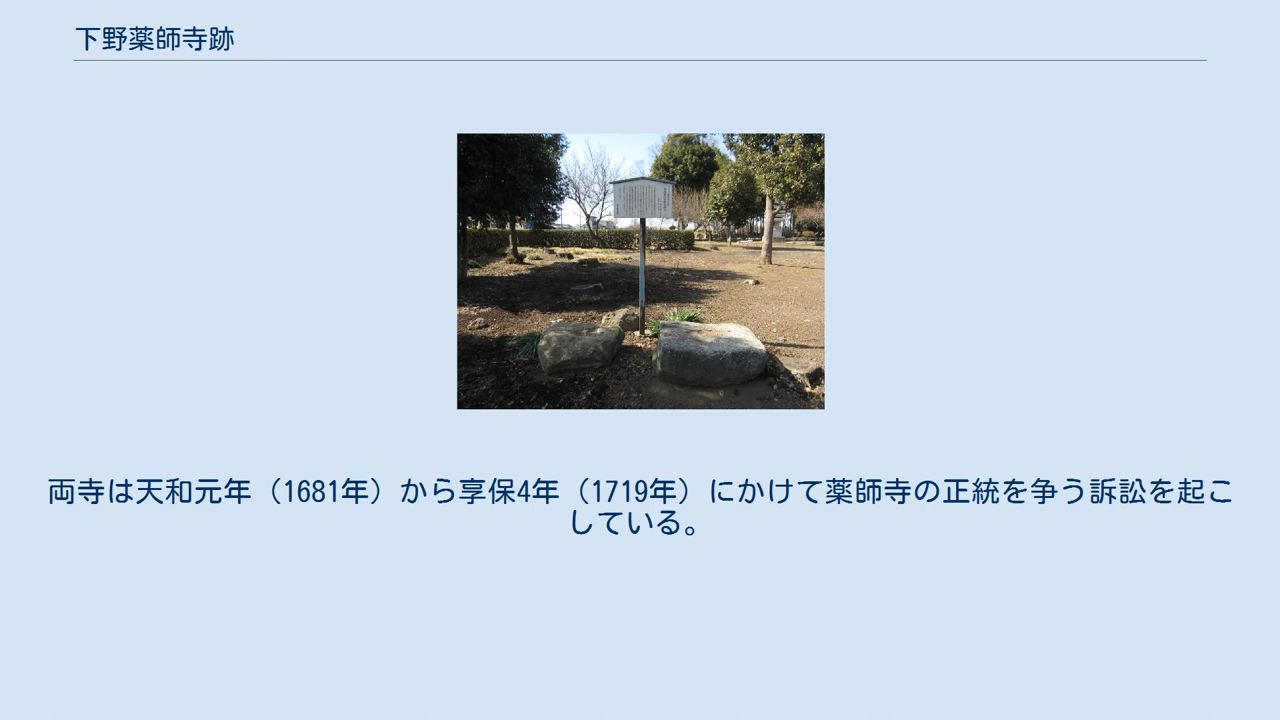 下野薬師寺跡
両寺は天和元年（1681年）から享保4年（1719年）にかけて薬師寺の正統を争う訴訟を起こ
している。